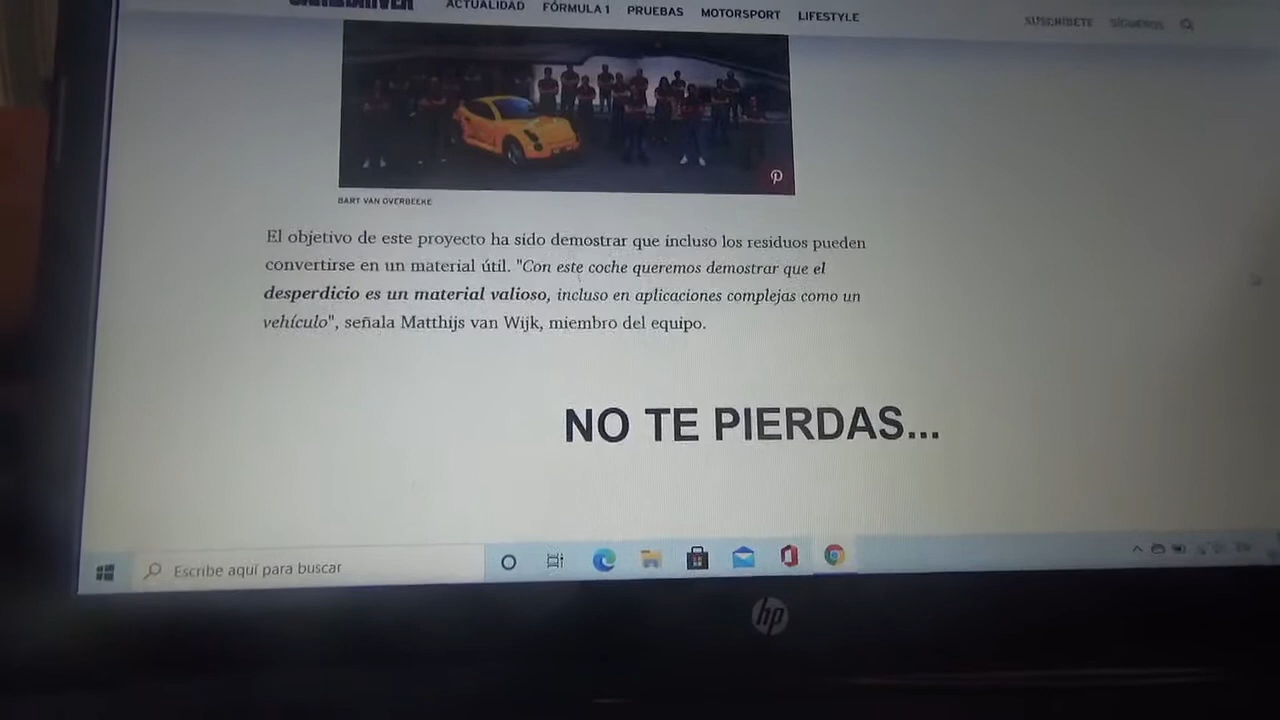 ACTUALIDAD FÓRMULA 1 PRUEBAS MOTORSPORT LIFESTYLE SUSCRÍBETE SÍGUENOS
BART VAN OVERBEEKE
El objetivo de este proyecto ha sido demostrar que incluso los residuos pueden
convertirse en un material útil. "Con este coche queremos demostrar que el
desperdicio es un material valioso, incluso en aplicaciones complejas como un
vehículo", señala Matthijs van Wijk, miembro del equipo.
NO TE PIERDAS...
Escribe aquí para buscar
hp